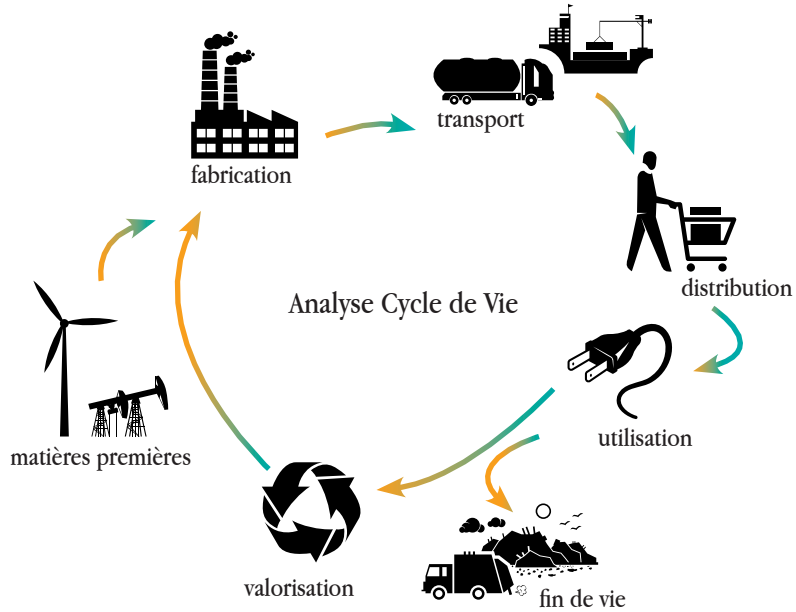 transport
fabrication
distribution
Analyse Cycle de Vie
utilisation
matières premières
valorisation
fin de vie